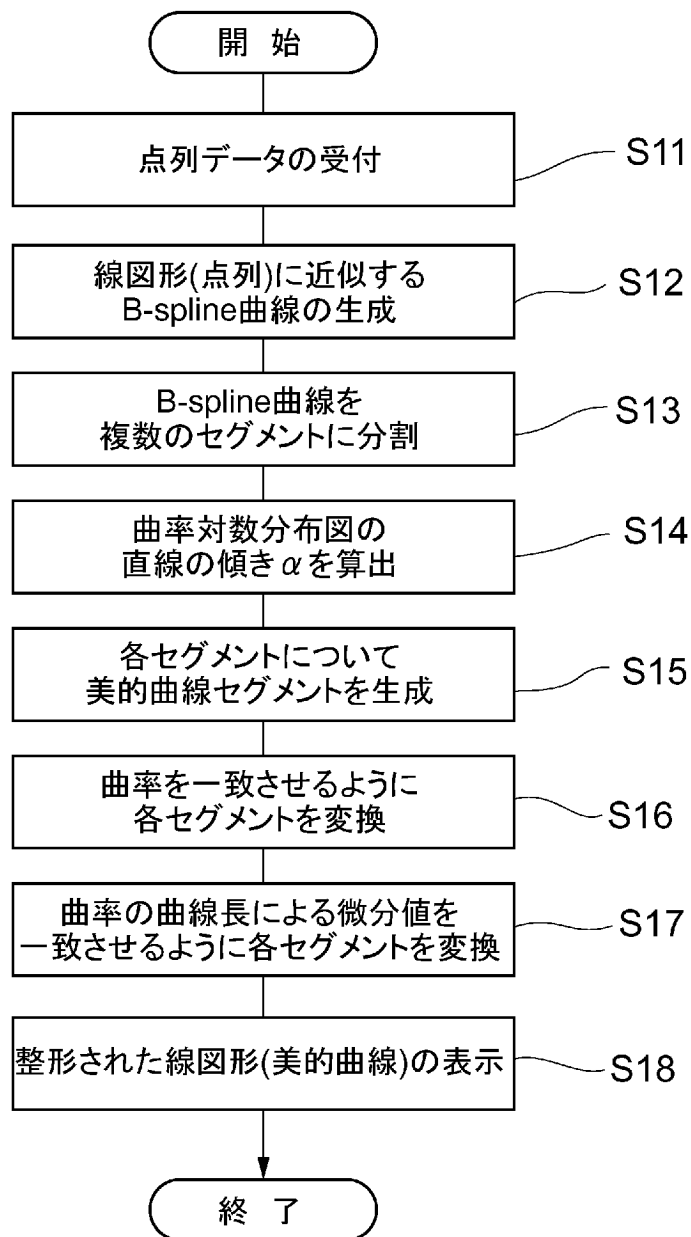 開 始
点列データの受付
S11
線図形(点列)に近似する
B-spline曲線の生成
S12
B-spline曲線を
複数のセグメントに分割
S13
曲率対数分布図の
直線の傾きαを算出
S14
各セグメントについて
美的曲線セグメントを生成
S15
曲率を一致させるように
各セグメントを変換
S16
曲率の曲線長による微分値を
一致させるように各セグメントを変換
S17
整形された線図形(美的曲線)の表示
S18
終 了